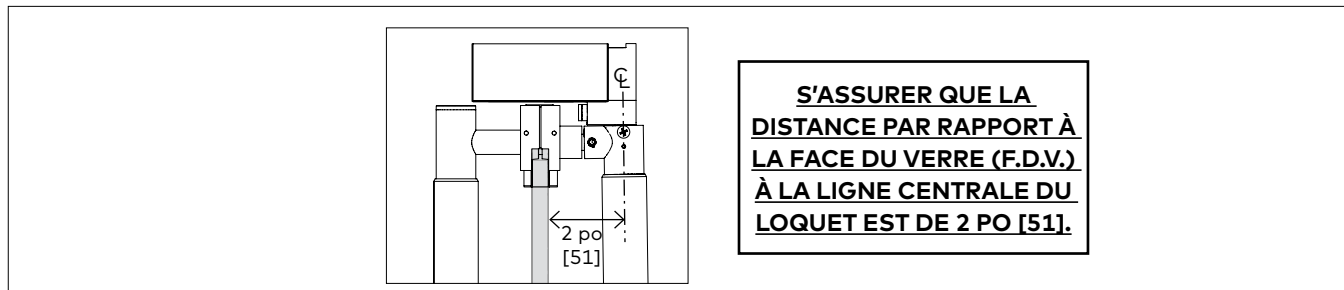 ℄
2 po
[51]
S'ASSURER QUE LA
DISTANCE PAR RAPPORT À
LA FACE DU VERRE (F.D.V.)
À LA LIGNE CENTRALE DU
LOQUET EST DE 2 PO [51].